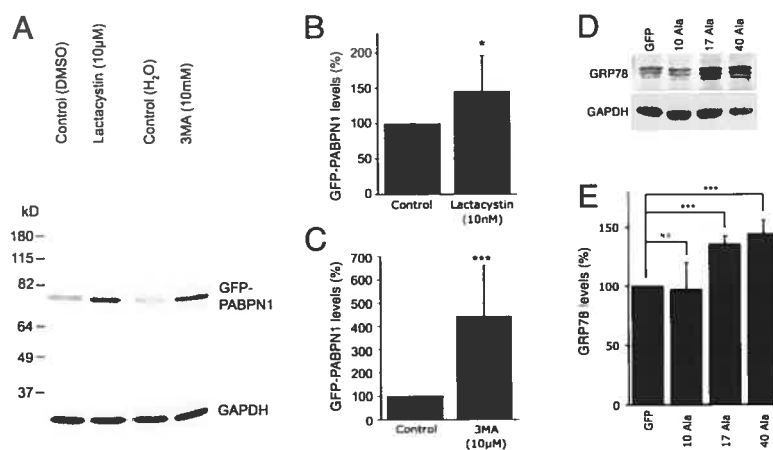 A
Control (DMSO)
Lactacystin (10μM)
Control (H2O)
3MA (10mM)
kD
180
115
82
64
49
37
GFP-
PABPN1
GAPDH
B
GFP-PABPN1 levels (%)
200
150
100
50
0
*
Control
Lactacystin
(10nM)
C
GFP-PABPN1 levels (%)
700
600
500
400
300
200
100
0
***
Control
3MA
(10μM)
D
GFP
10 Ala
17 Ala
40 Ala
GRP78
GAPDH
E
GRP78 levels (%)
150
100
50
0
***
***
GFP
10 Ala
17 Ala
40 Ala